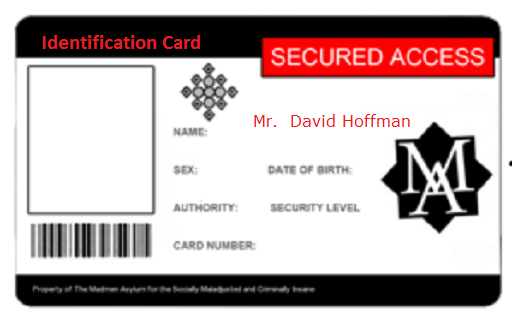 Identification Card
SECURED ACCESS
Mr. David Hoffman
NAME:
SEX: DATE OF BIRTH:
MA
AUTHORITY: SECURITY LEVEL
CARD NUMBER:
Property of The Madmen Asylum for the Socially Maladjusted and Criminally Insane